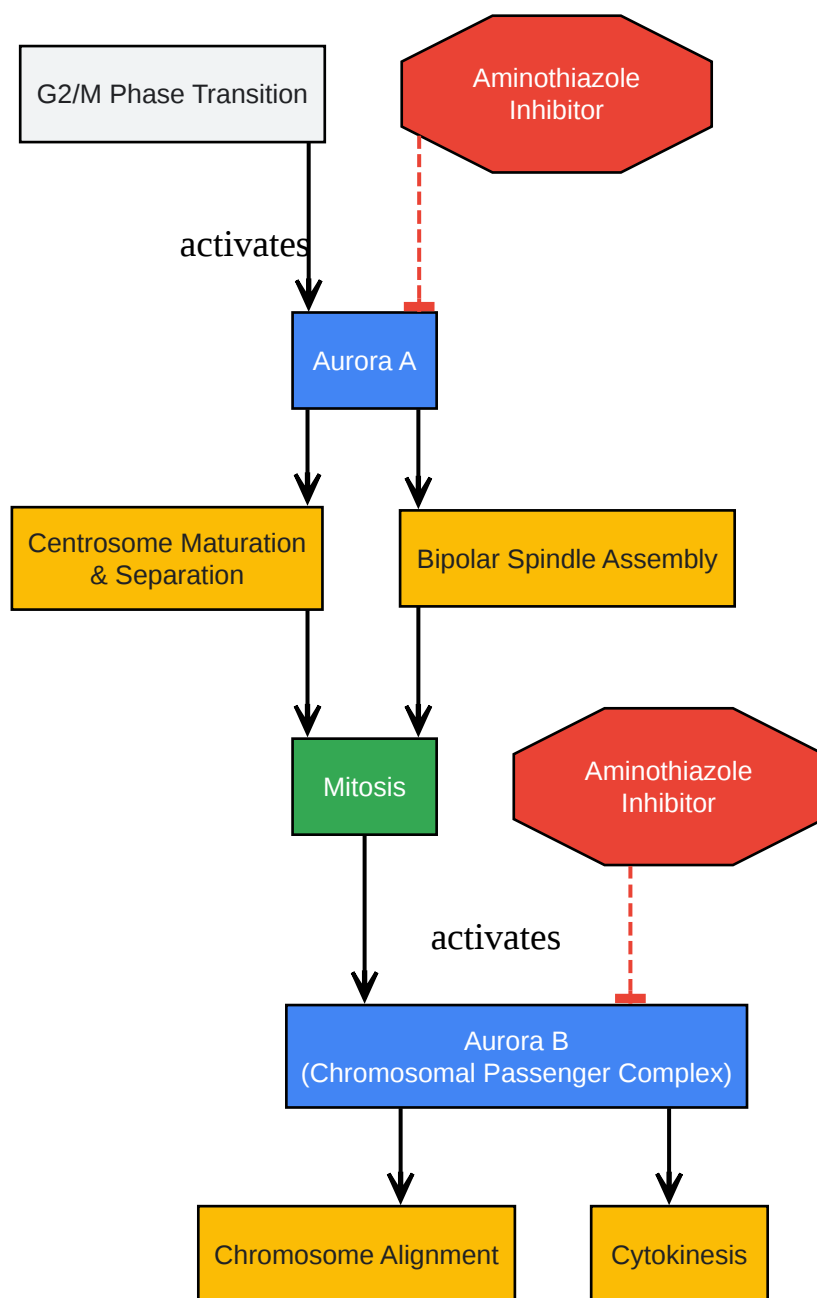 G2/M Phase Transition
Aminothiazole
Inhibitor
activates
Aurora A
Centrosome Maturation
& Separation
Bipolar Spindle Assembly
Mitosis
Aminothiazole
Inhibitor
activates
Aurora B
(Chromosomal Passenger Complex)
Chromosome Alignment
Cytokinesis